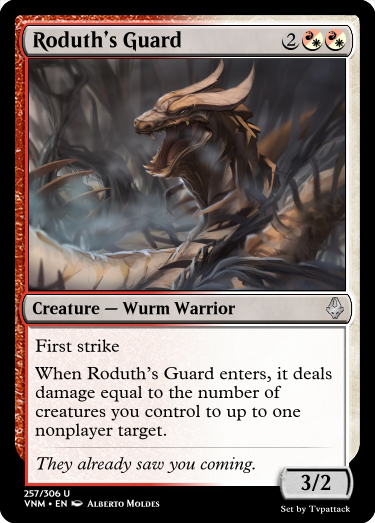 Roduth's Guard 2
Creature — Wurm Warrior
First strike
When Roduth's Guard enters, it deals
damage equal to the number of
creatures you control to up to one
nonplayer target.
They already saw you coming.
3/2
257/306 U
VNM • EN Alberto Moldes
Set by Tvpattack